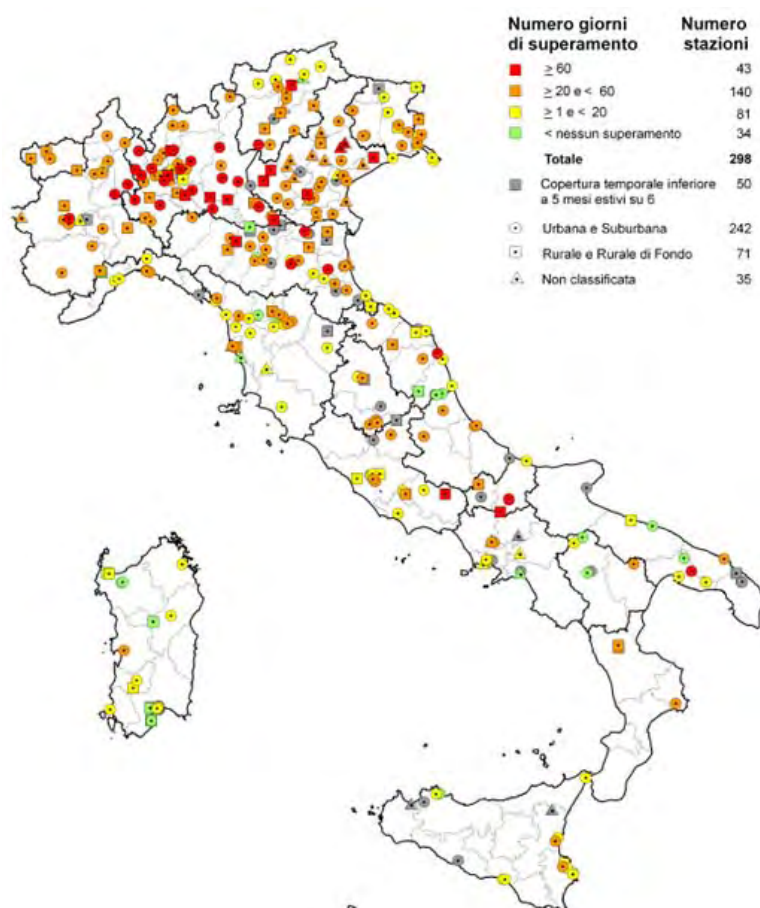 Numero giorni di superamento Numero stazioni
≥ 60 43
≥ 20 e < 60 140
≥ 1 e < 20 81
< nessun superamento 34
Totale 298
Copertura temporale inferiore a 5 mesi estivi su 6 50
Urbana e Suburbana 242
Rurale e Rurale di Fondo 71
Non classificata 35